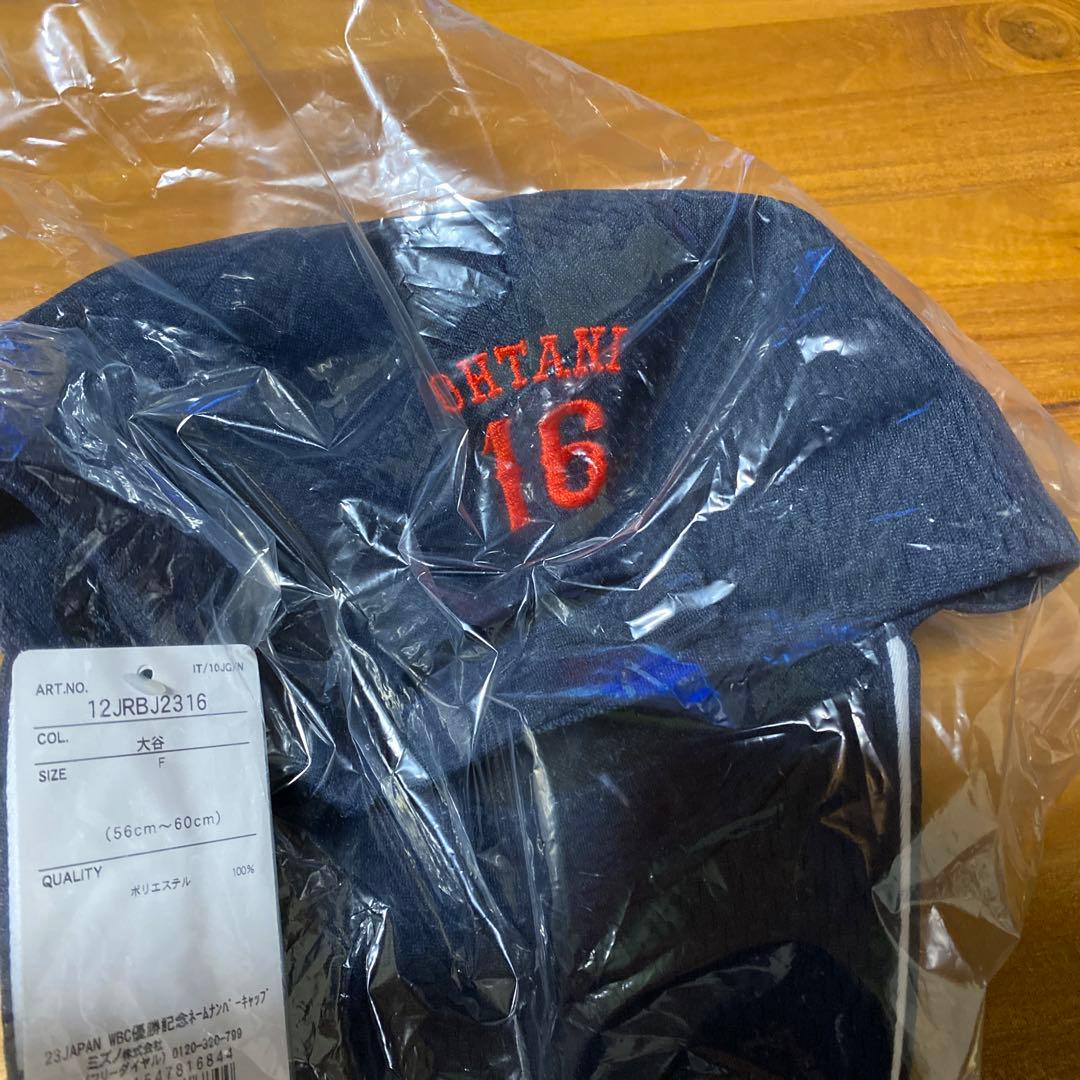 OHTANI
16
IT/10JG/N
ART.NO.
12JRBJ2316
COL.
大谷
SIZE
F
(56cm～60cm)
QUALITY
ポリエステル 100%
23JAPAN WBC優勝記念ネームナンバーキャップ
ミズノ株式会社
(フリーダイヤル) 0120-320-799
547816844